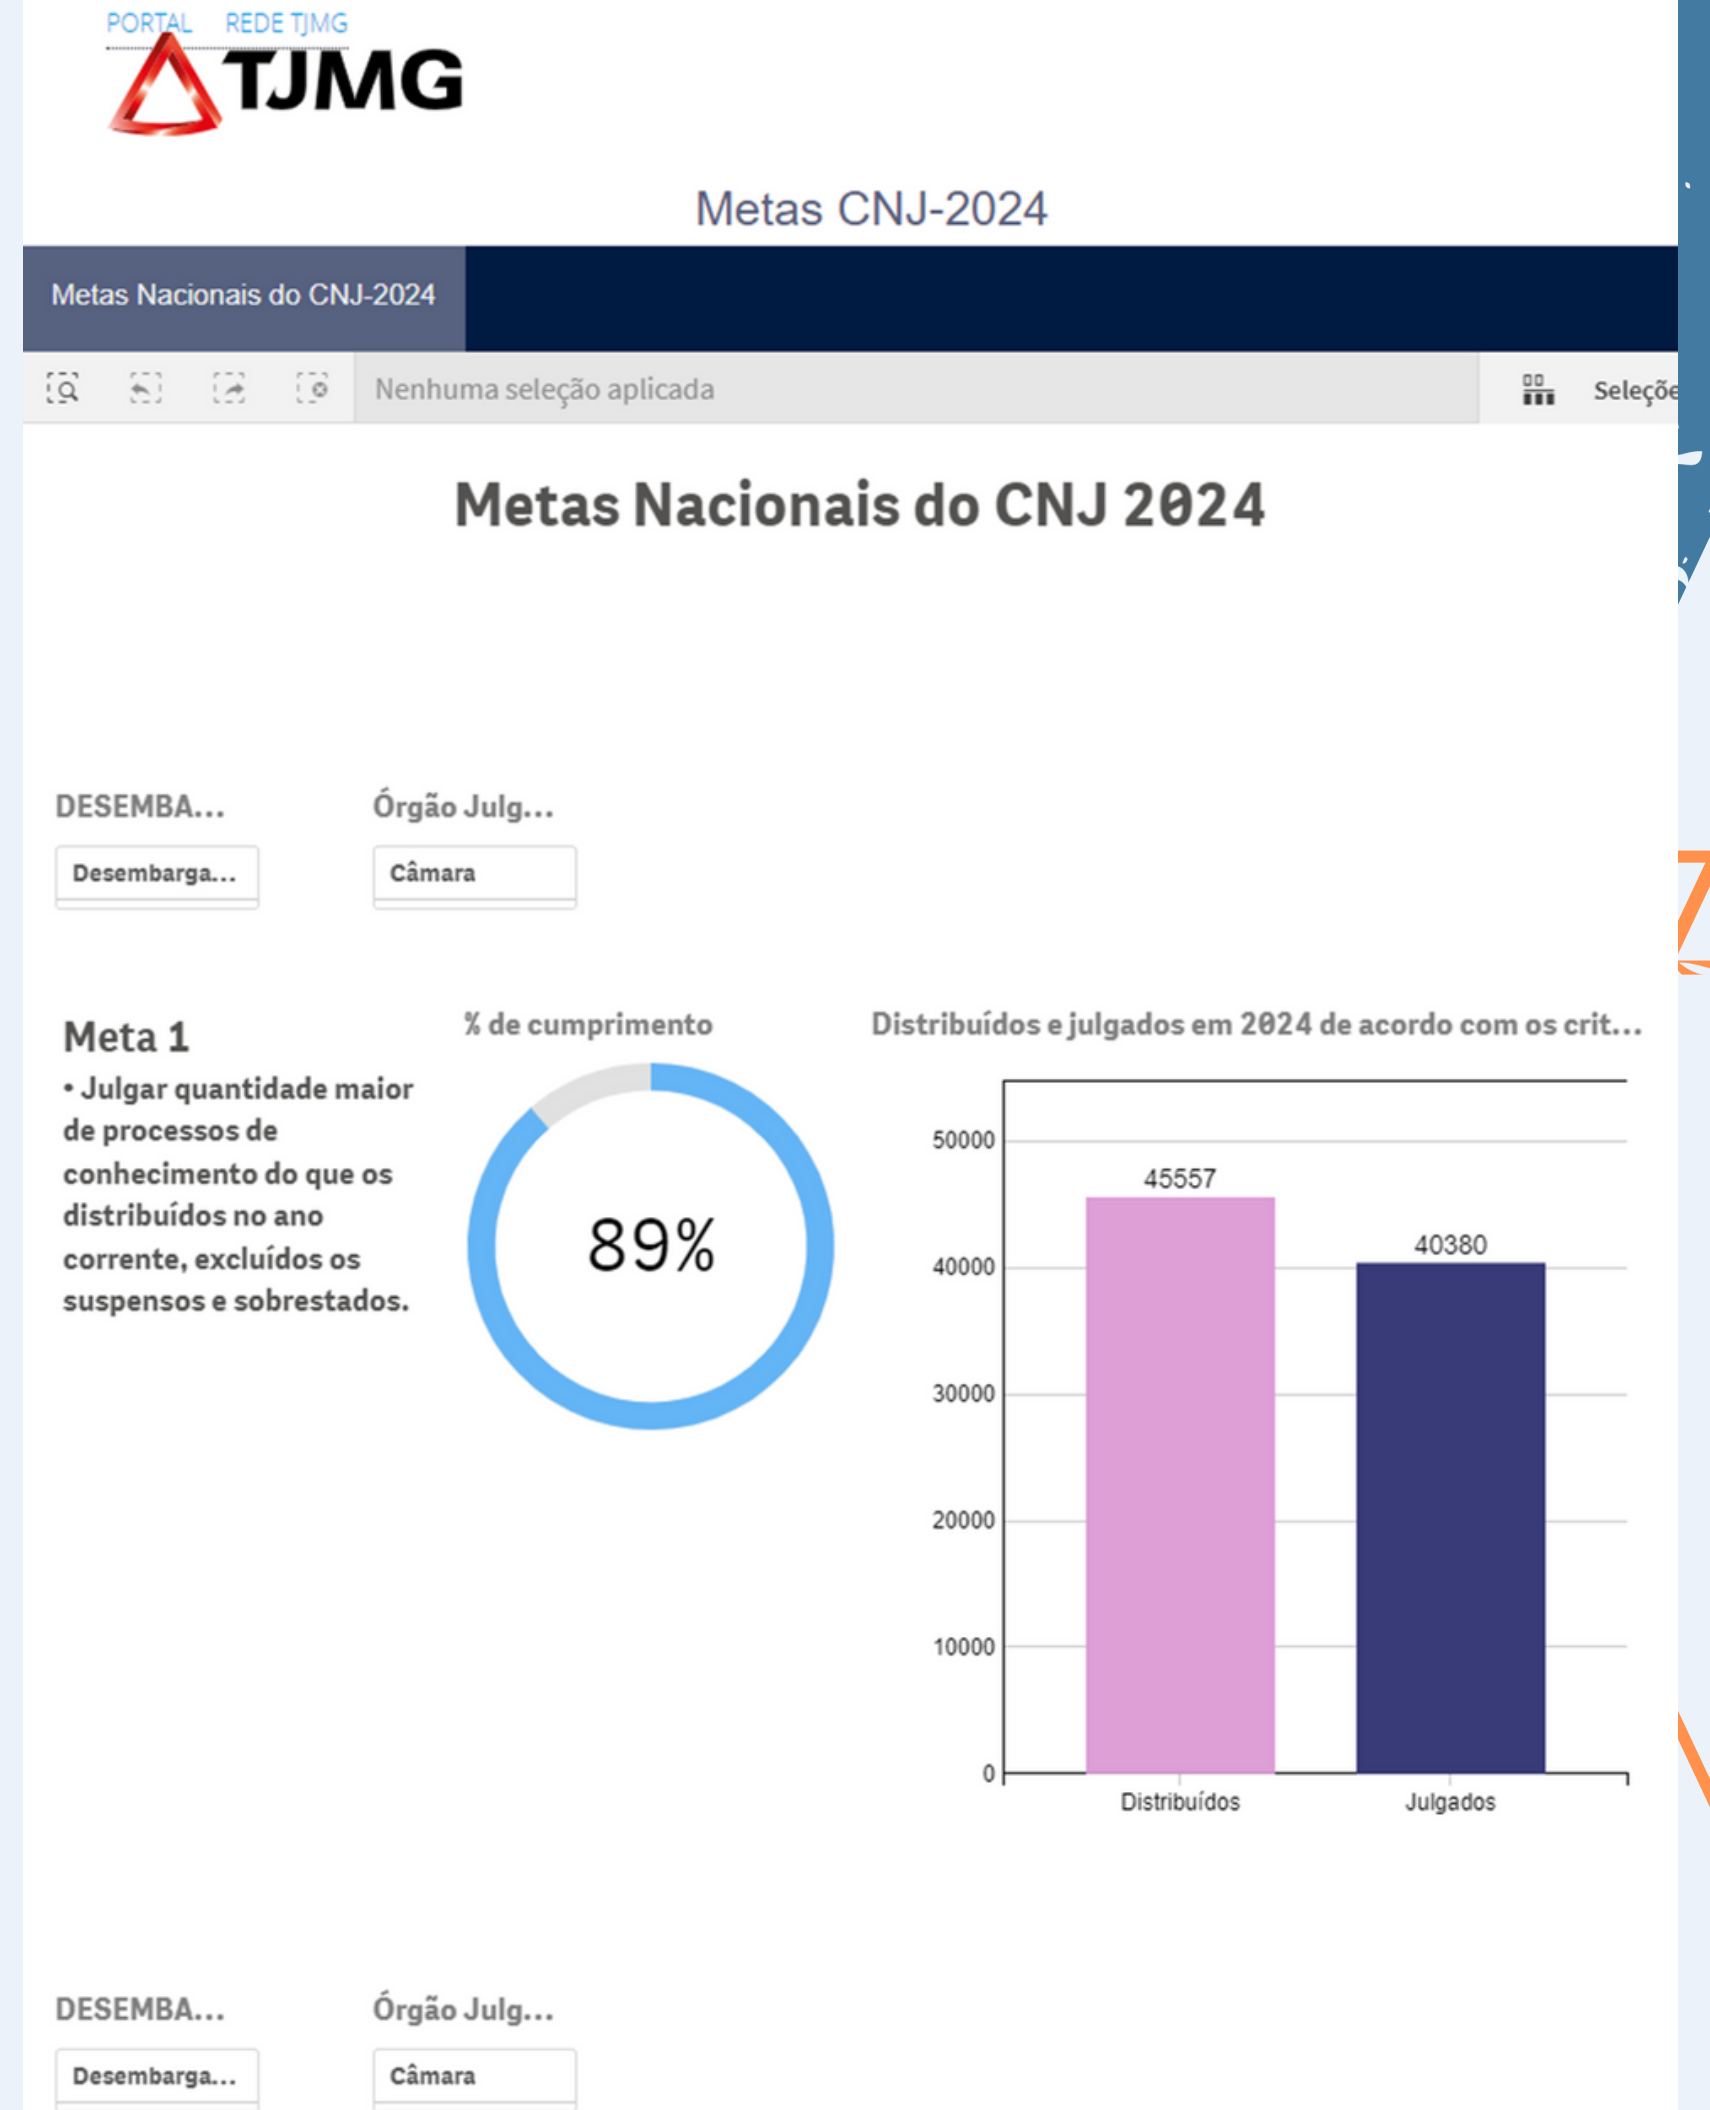 PORTAL REDE TJMG
TJMG
Metas CNJ-2024
Metas Nacionais do CNJ-2024
Nenhuma seleção aplicada
Seleçõe
Metas Nacionais do CNJ 2024
DESEMBA... Órgão Julg...
Desembarga... Câmara
Meta 1
• Julgar quantidade maior
de processos de
conhecimento do que os
distribuídos no ano
corrente, excluídos os
suspensos e sobrestados.
% de cumprimento
89%
Distribuídos e julgados em 2024 de acordo com os crit...
50000
40000
30000
20000
10000
0
45557
40380
Distribuídos Julgados
DESEMBA... Órgão Julg...
Desembarga... Câmara